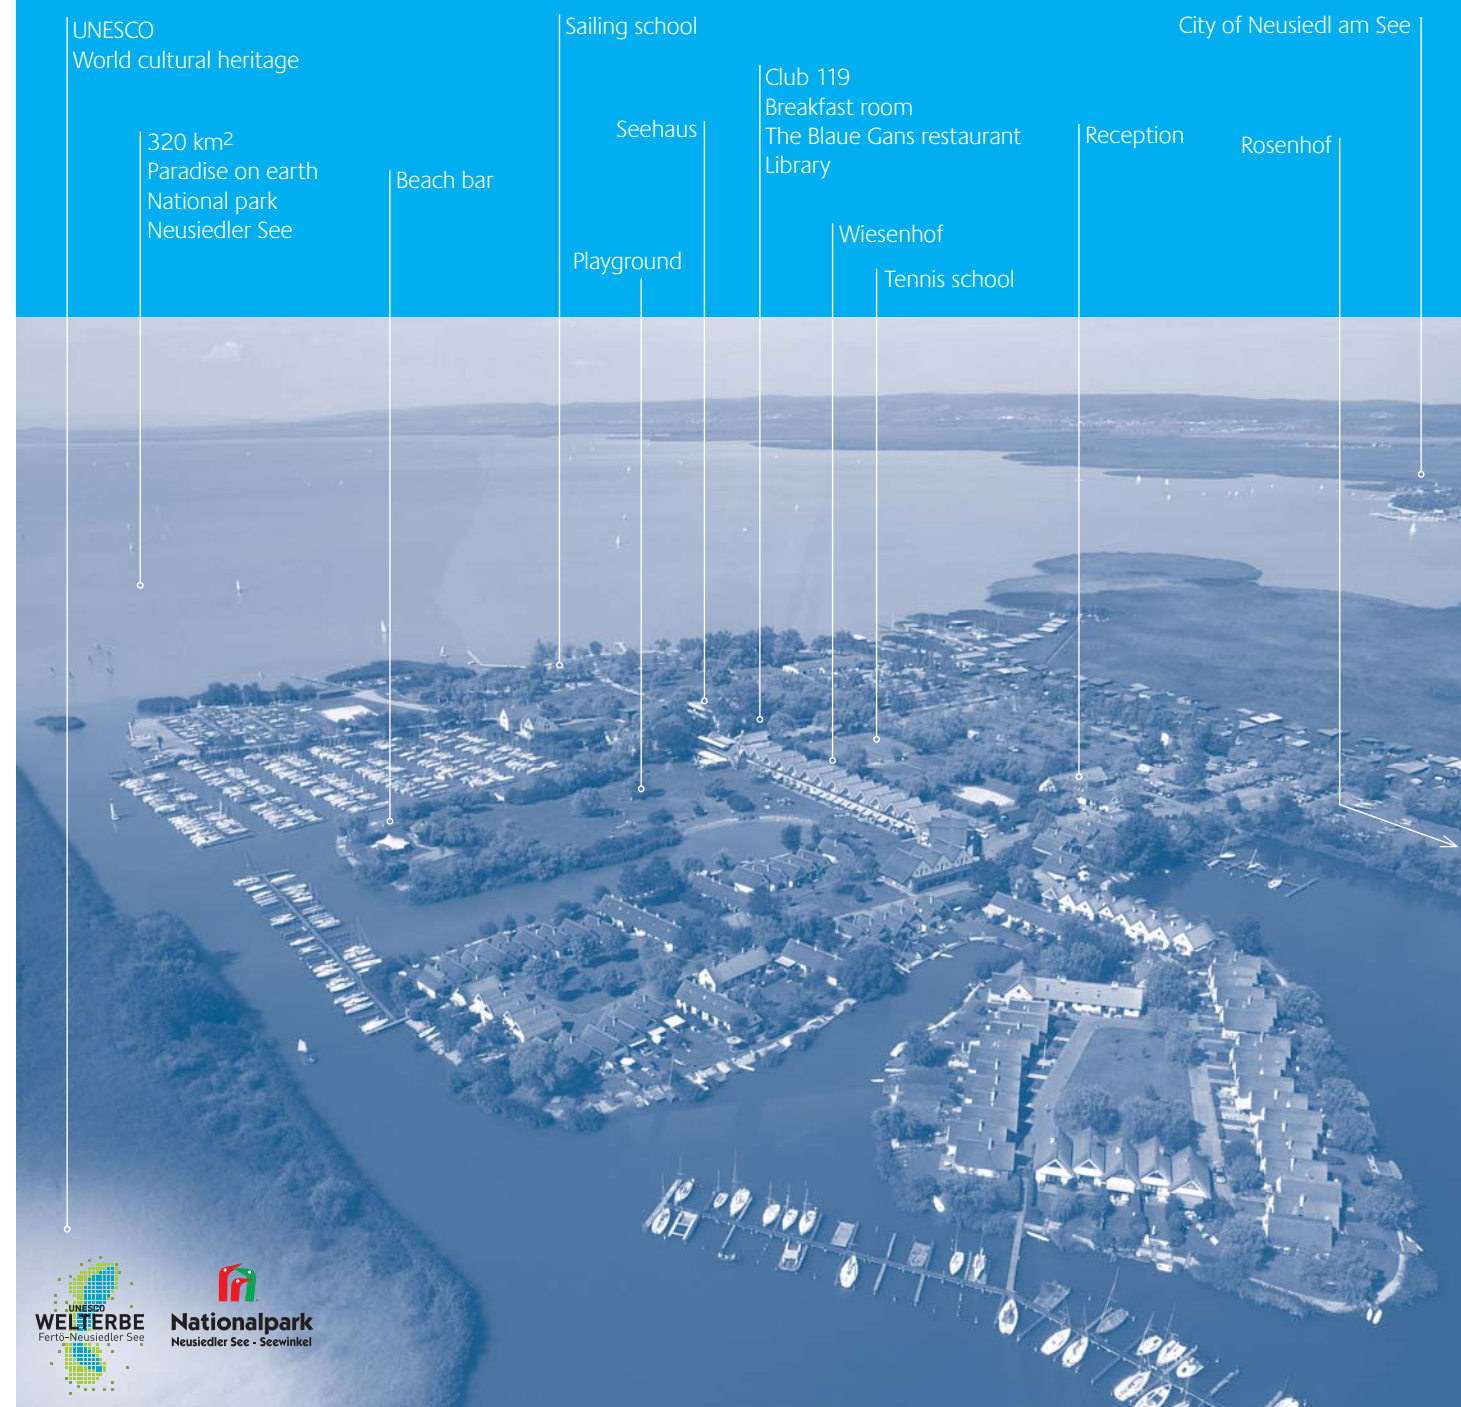 UNESCO
World cultural heritage
320 km²
Paradise on earth
National park
Neusiedler See
Beach bar
Sailing school
Playground
Seehaus
Club 119
Breakfast room
The Blaue Gans restaurant
Library
Wiesenhof
Tennis school
Reception
Rosenhof
City of Neusiedl am See
UNESCO
WELTERBE
Fertö-Neusiedler See
Nationalpark
Neusiedler See - Seewinkel